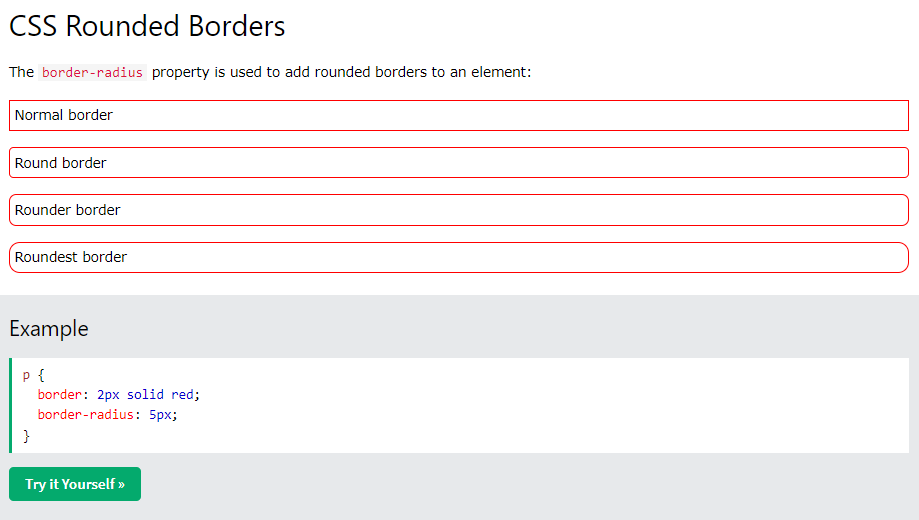 CSS Rounded Borders
The border-radius property is used to add rounded borders to an element:
Normal border
Round border
Rounder border
Roundest border
Example
p {
  border: 2px solid red;
  border-radius: 5px;
}
Try it Yourself »